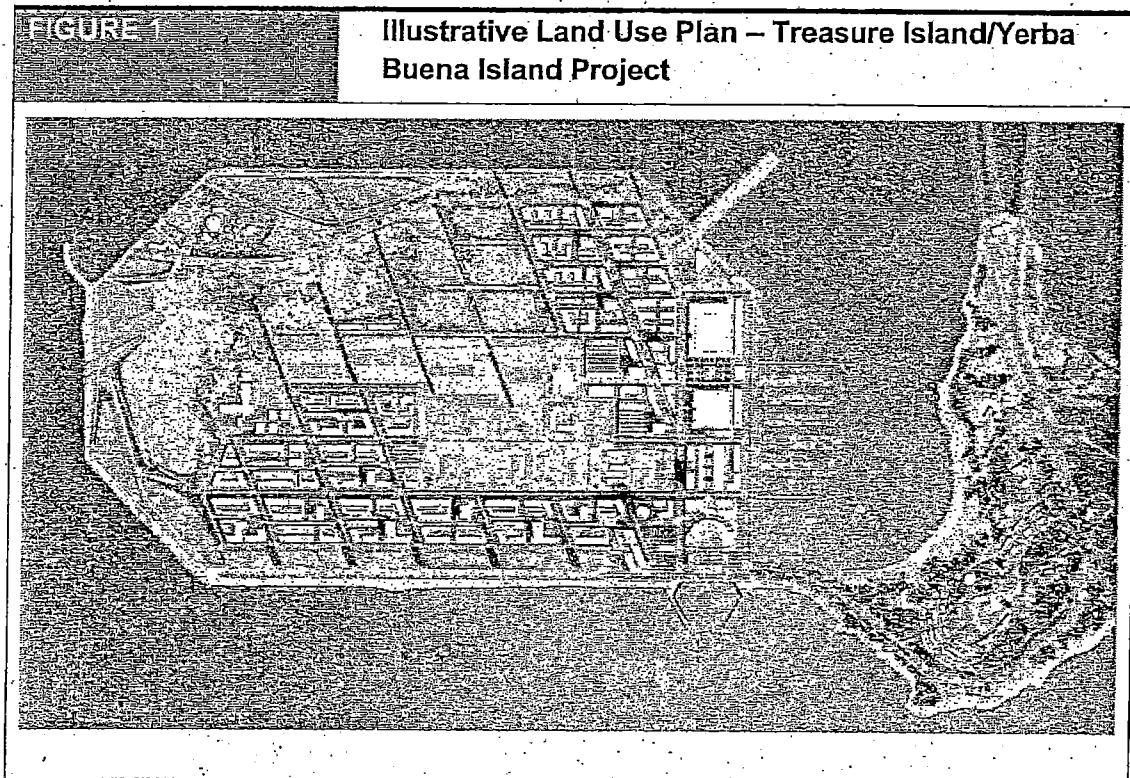 FIGURE 1
Illustrative Land Use Plan – Treasure Island/Yerba
Buena Island Project